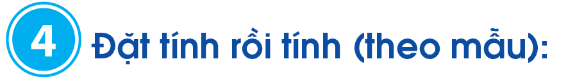 4 Đặt tính rồi tính (theo mẫu):